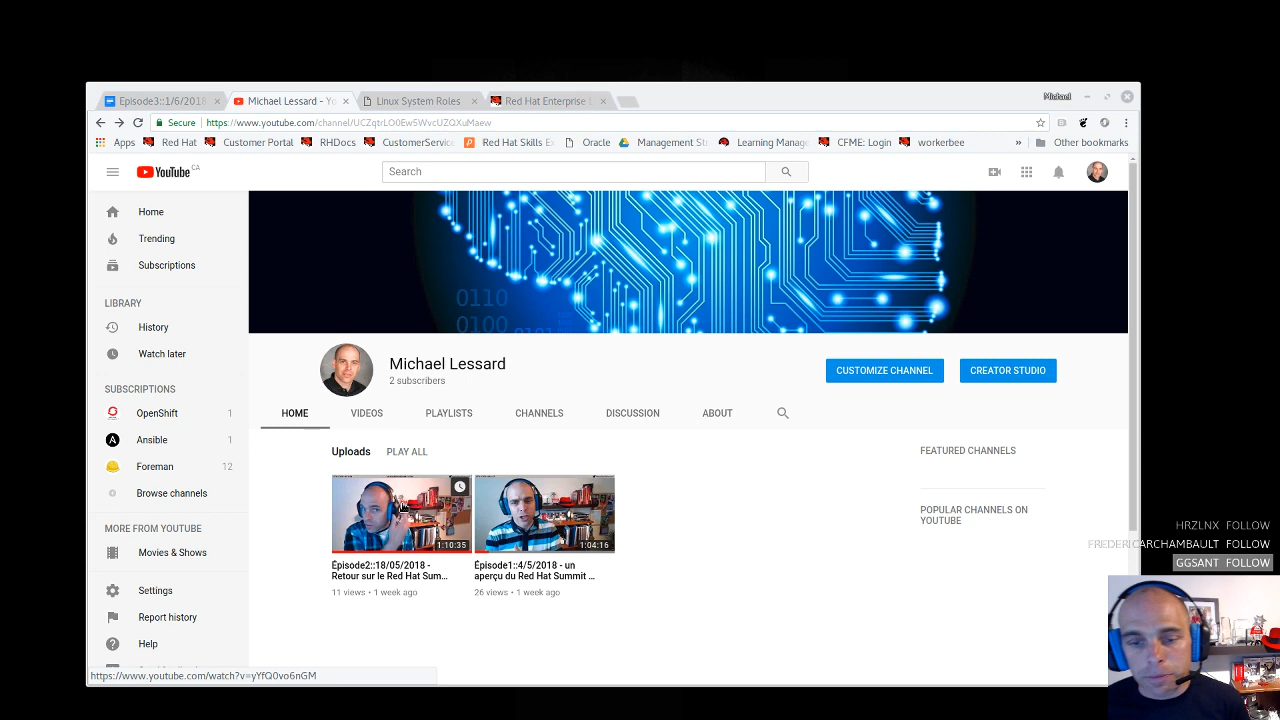 Episode3::1/6/2018
Michael Lessard - Yo
Linux System Roles
Red Hat Enterprise L
Michael
Secure
https://www.youtube.com/channel/UCZqtrLO0Ew5WvcUZQXuMaew
Apps
Red Hat
Customer Portal
RHDocs
CustomerService
Red Hat Skills Ex
Oracle
Management St
Learning Manage
CFME: Login
workerbee
»
Other bookmarks
YouTube CA
Search
Home
Trending
Subscriptions
LIBRARY
History
Watch later
SUBSCRIPTIONS
OpenShift 1
Ansible 1
Foreman 12
Browse channels
MORE FROM YOUTUBE
Movies & Shows
Settings
Report history
Help
https://www.youtube.com/watch?v=yYfQ0vo6nGM
0110
0100
Michael Lessard
2 subscribers
CUSTOMIZE CHANNEL
CREATOR STUDIO
HOME
VIDEOS
PLAYLISTS
CHANNELS
DISCUSSION
ABOUT
Uploads PLAY ALL
1:10:35
Épisode2::18/05/2018 -
Retour sur le Red Hat Sum...
11 views • 1 week ago
1:04:16
Épisode1::4/5/2018 - un
aperçu du Red Hat Summit ...
26 views • 1 week ago
FEATURED CHANNELS
POPULAR CHANNELS ON
YOUTUBE
HRZLNX FOLLOW
FREDERICARCHAMBAULT FOLLOW
GGSANT FOLLOW